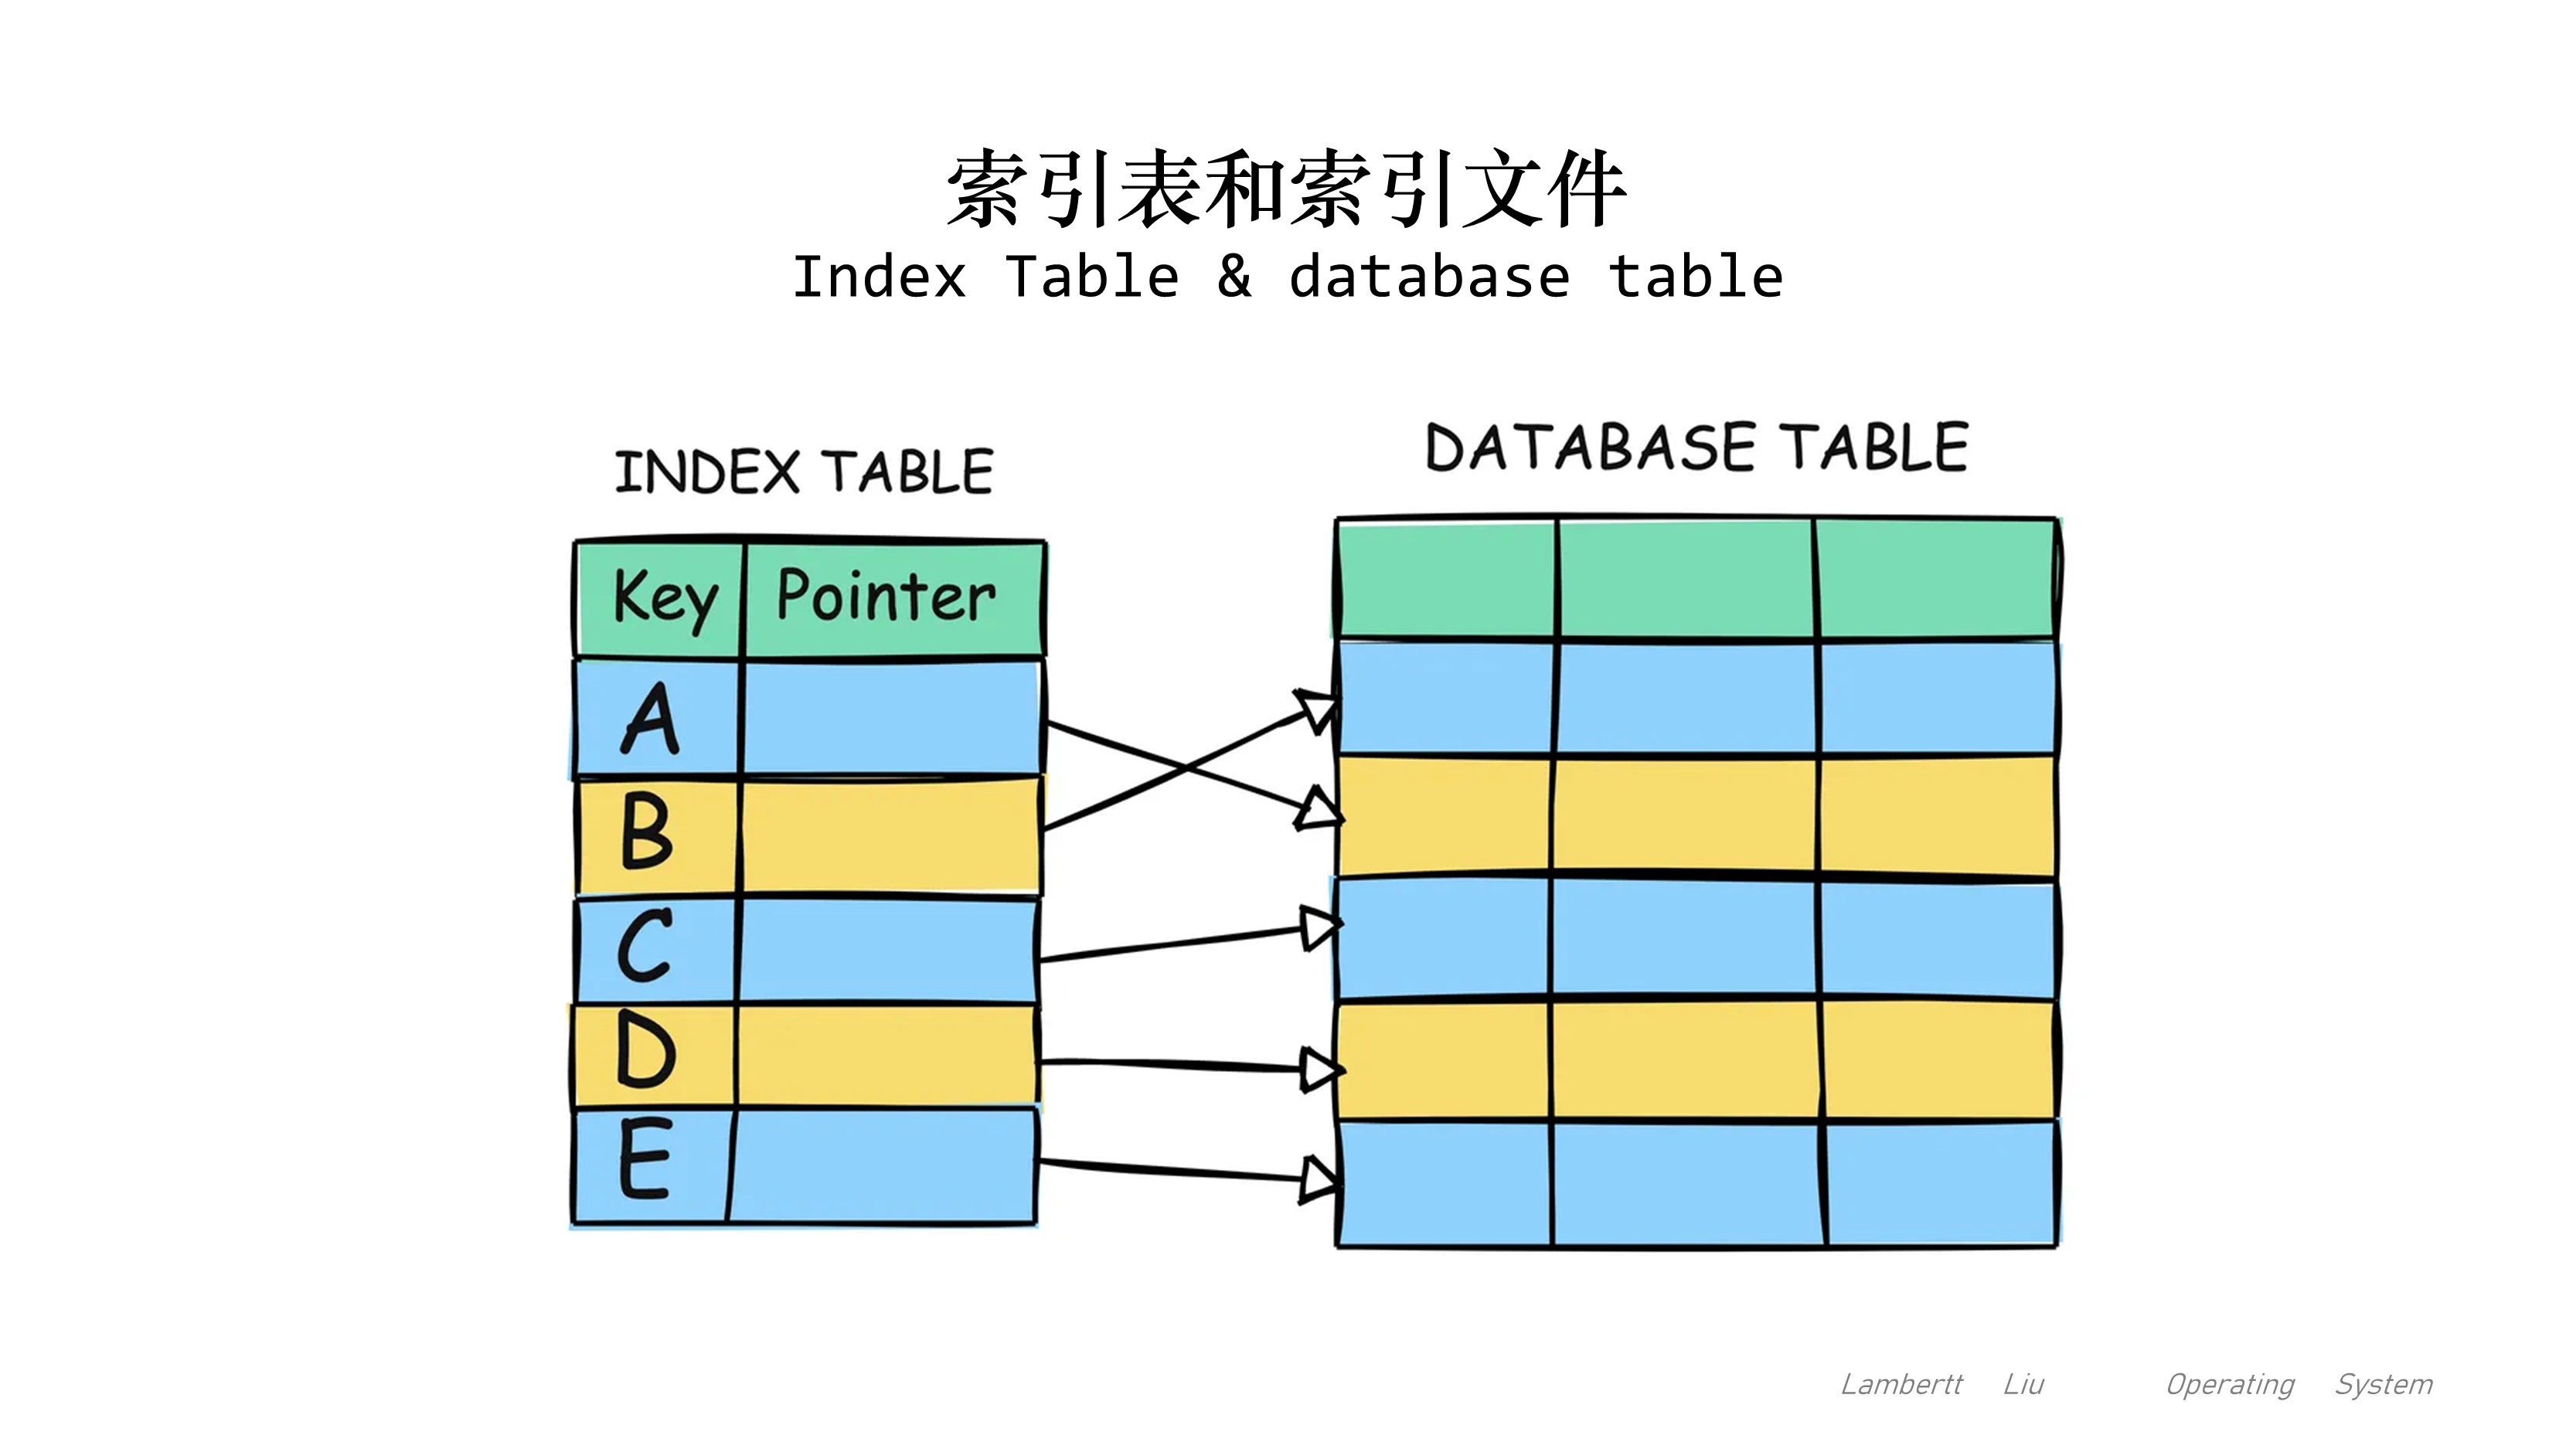 索引表和索引文件
Index Table & database table
INDEX TABLE
DATABASE TABLE
Key Pointer
A
B
C
D
E
Lambertt Liu Operating System